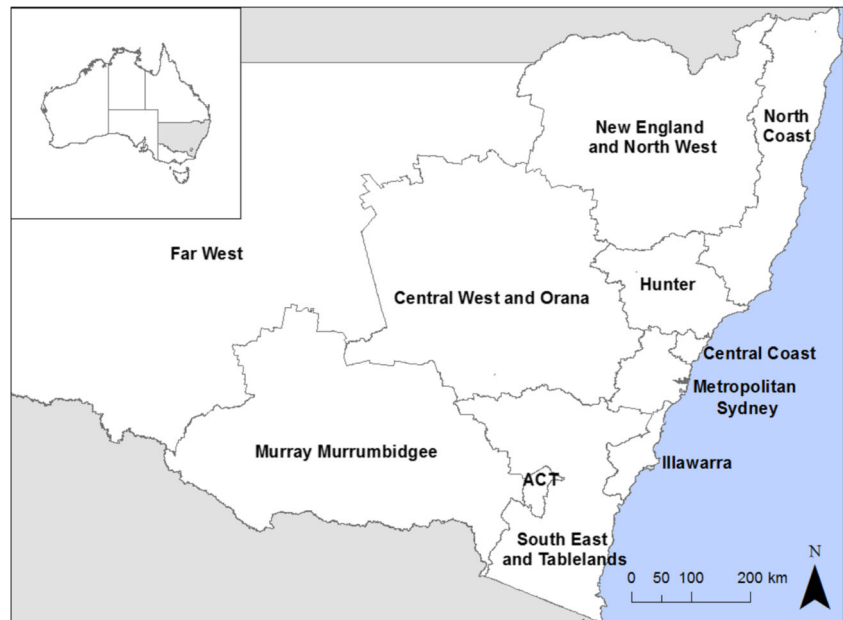 New England
and North West
North
Coast
Far West
Central West and Orana
Hunter
Central Coast
Metropolitan
Sydney
Murray Murrumbidgee
Illawarra
ACT
South East
and Tablelands
N
0 50 100 200 km